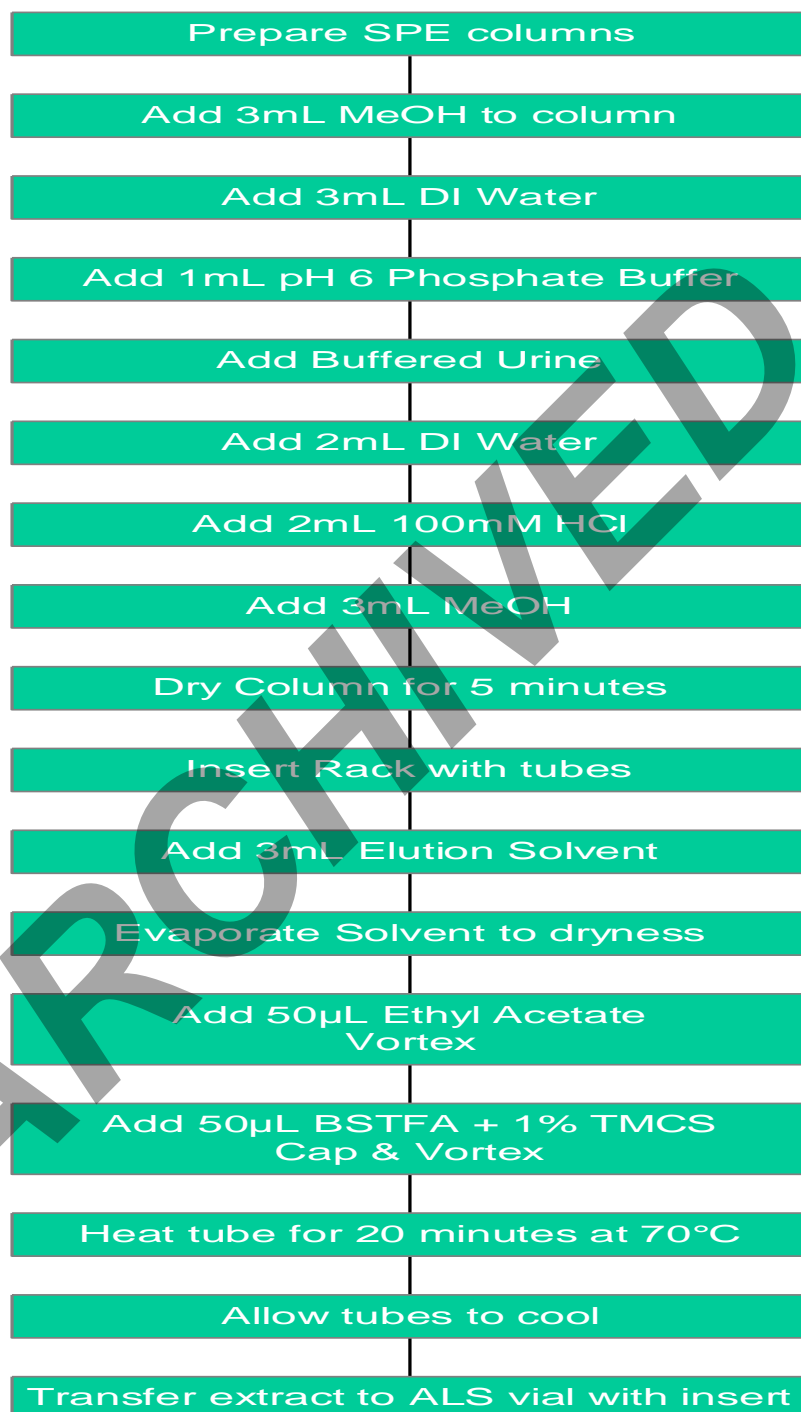 Prepare SPE columns
Add 3mL MeOH to column
Add 3mL DI Water
Add 1mL pH 6 Phosphate Buffer
Add Buffered Urine
Add 2mL DI Water
Add 2mL 100mM HCl
Add 3mL MeOH
Dry Column for 5 minutes
Insert Rack with tubes
Add 3mL Elution Solvent
Evaporate Solvent to dryness
Add 50µL Ethyl Acetate
Vortex
Add 50µL BSTFA + 1% TMCS
Cap & Vortex
Heat tube for 20 minutes at 70°C
Allow tubes to cool
Transfer extract to ALS vial with insert
ARCHIVED